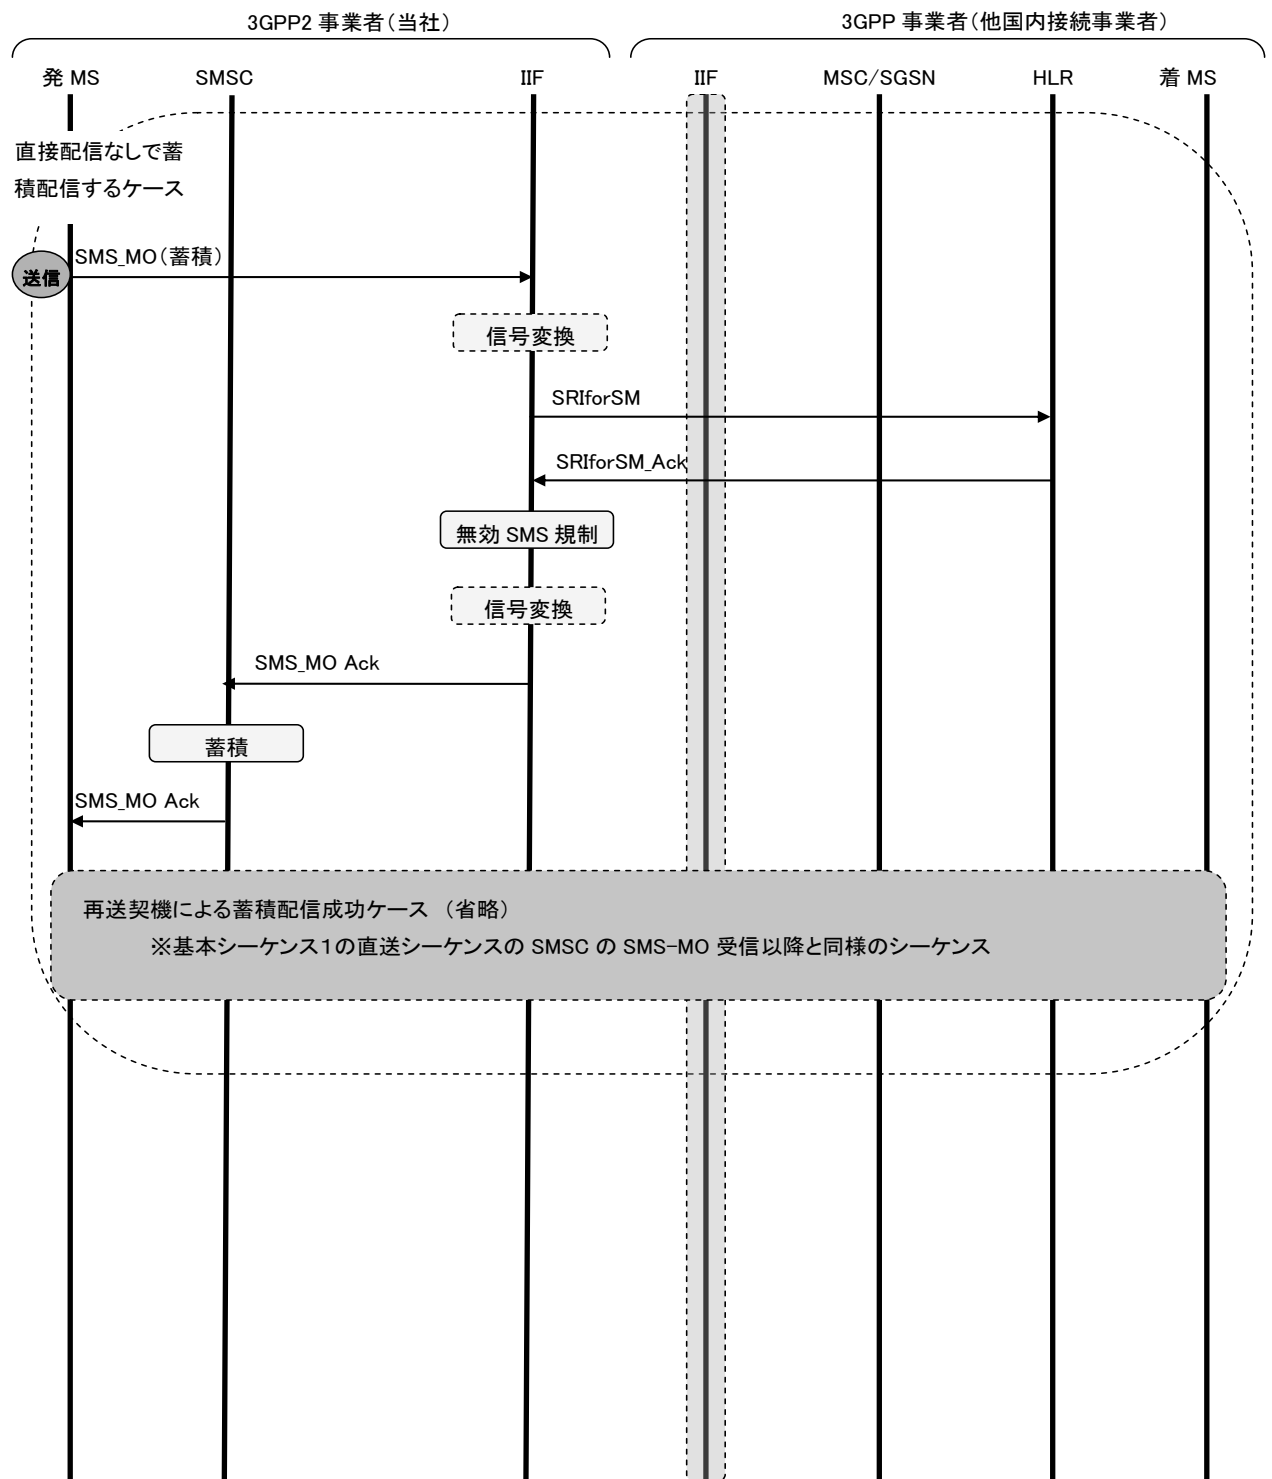 3GPP2 事業者（当社）
3GPP 事業者（他国内接続事業者）
発 MS
SMSC
IIF
IIF
MSC/SGSN
HLR
着 MS
直接配信なしで蓄
積配信するケース
SMS_MO（蓄積）
送信
信号変換
SRIforSM
SRIforSM_Ack
無効 SMS 規制
信号変換
SMS_MO Ack
蓄積
SMS_MO Ack
再送契機による蓄積配信成功ケース （省略）
※基本シーケンス１の直送シーケンスの SMSC の SMS-MO 受信以降と同様のシーケンス